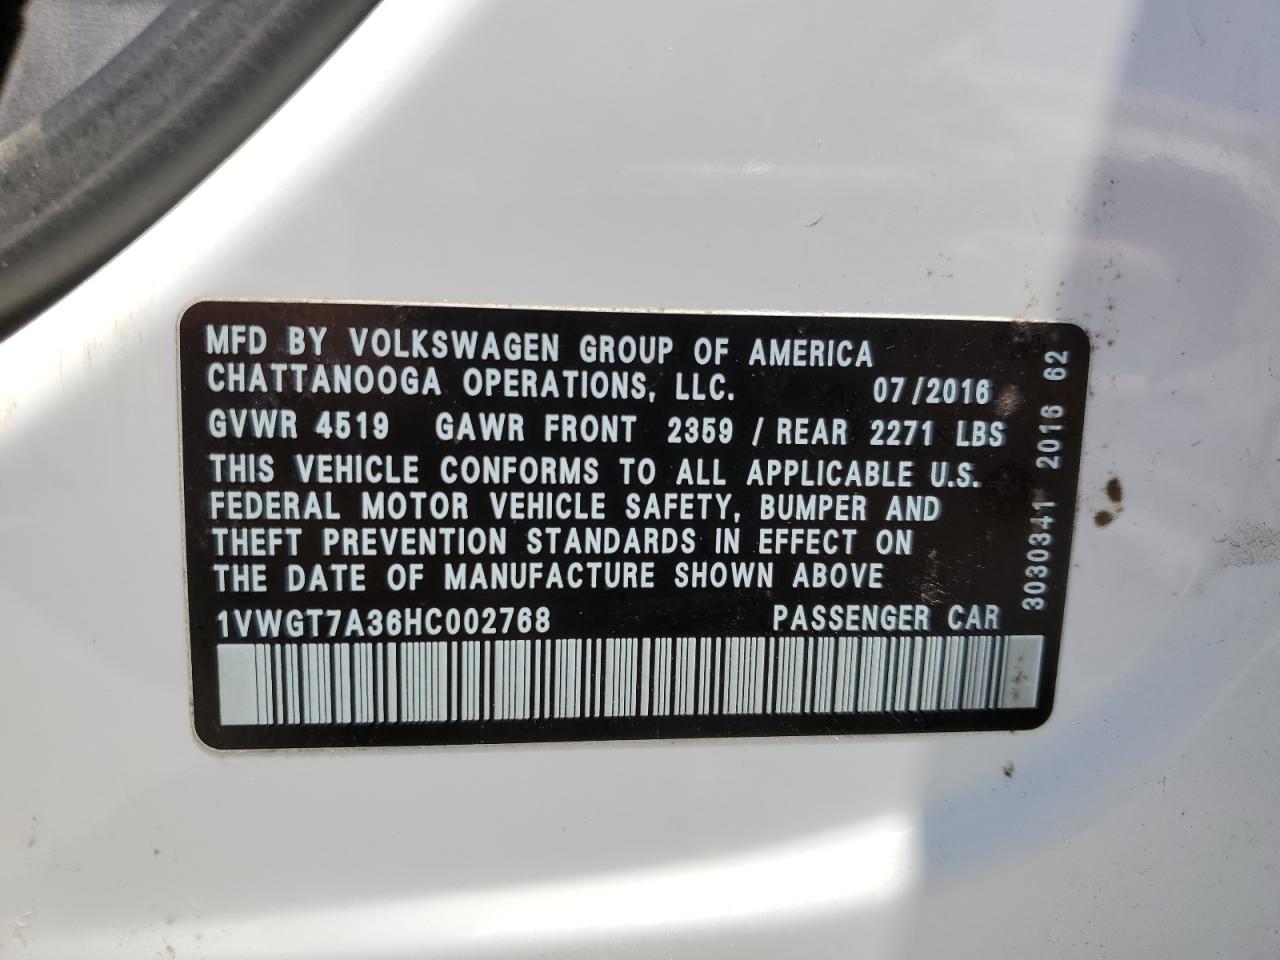 MFD BY VOLKSWAGEN GROUP OF AMERICA
CHATTANOOGA OPERATIONS, LLC. 07/2016
GVWR 4519 GAWR FRONT 2359 / REAR 2271 LBS
THIS VEHICLE CONFORMS TO ALL APPLICABLE U.S.
FEDERAL MOTOR VEHICLE SAFETY, BUMPER AND
THEFT PREVENTION STANDARDS IN EFFECT ON
THE DATE OF MANUFACTURE SHOWN ABOVE
1VWGT7A36HC002768 PASSENGER CAR
3030341 2016 62